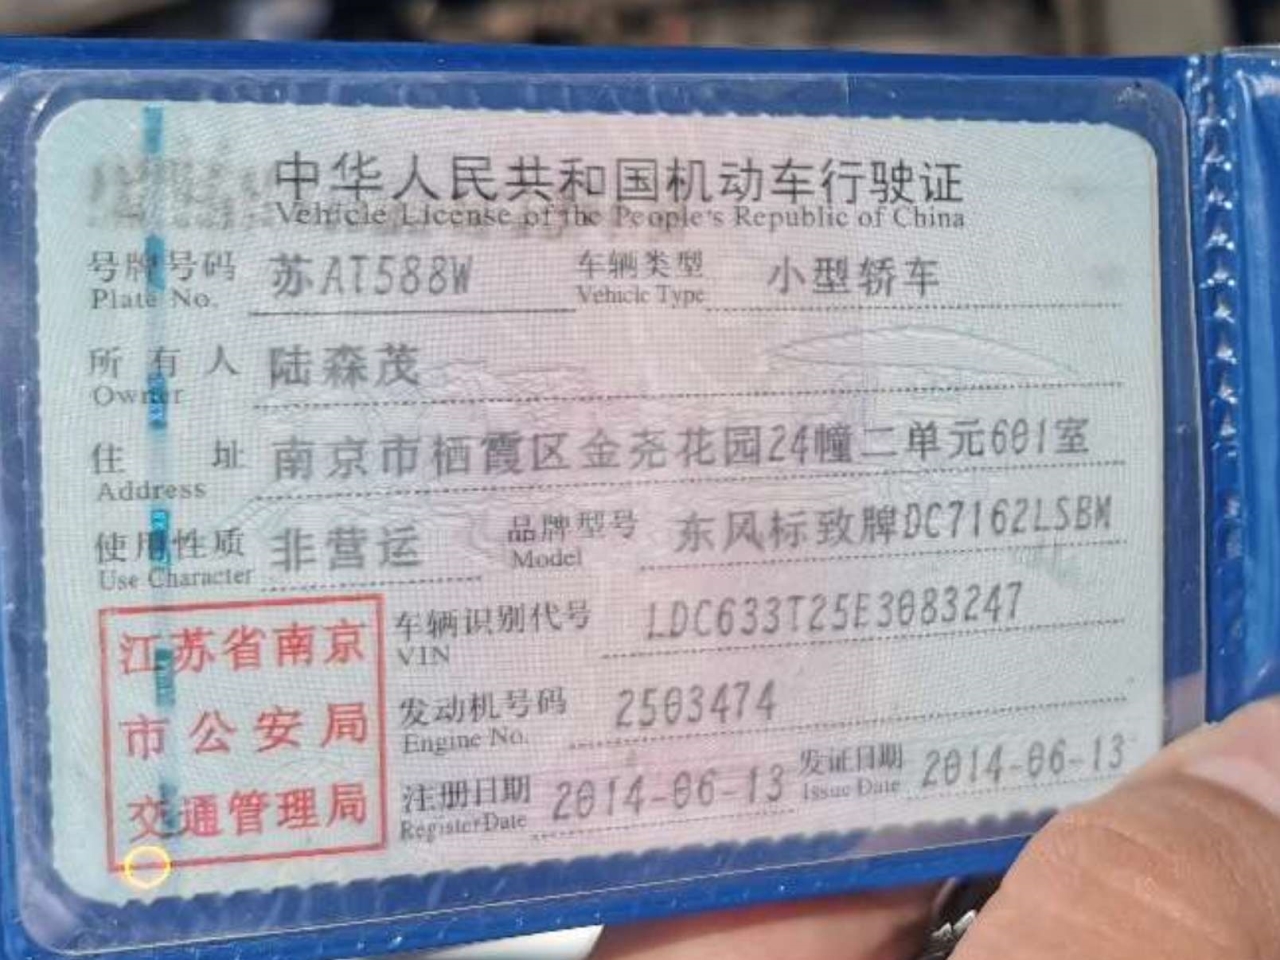 中华人民共和国机动车行驶证
Vehicle License of the People's Republic of China
号牌号码 苏AT588W 车辆类型 小型轿车
Plate No. Vehicle Type
所有人 陆森茂
Owner
住址 南京市栖霞区金尧花园24幢二单元601室
Address
使用性质 非营运 品牌型号 东风标致牌DC7162LSBM
Use Character Model
江苏省南京
市公安局
交通管理局
车辆识别代号 LDC633T25E3083247
VIN
发动机号码 2503474
Engine No.
注册日期 2014-06-13 发证日期 2014-06-13
Register Date Issue Date